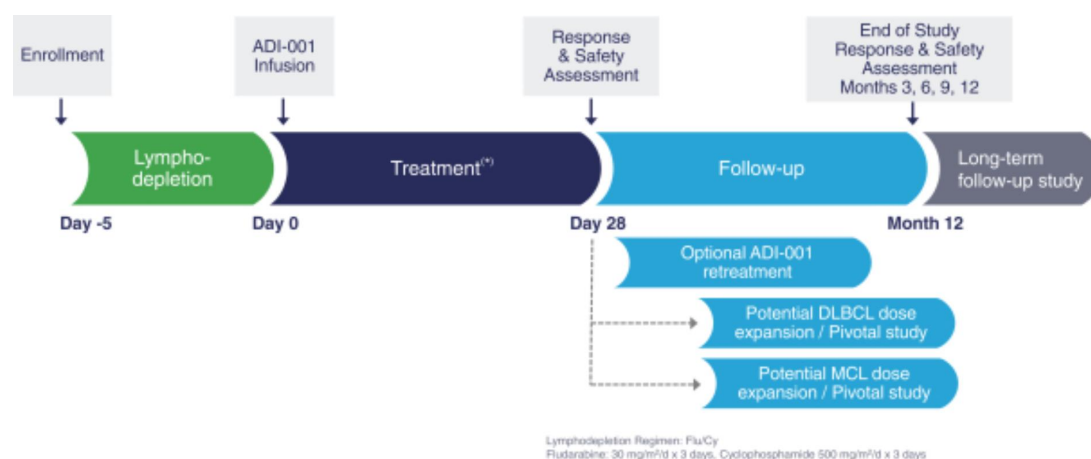 Enrollment
ADI-001
Infusion
Response
& Safety
Assessment
End of Study
Response & Safety
Assessment
Months 3, 6, 9, 12
Lympho-
depletion
Treatment(*)
Follow-up
Long-term
follow-up study
Day -5
Day 0
Day 28
Month 12
Optional ADI-001
retreatment
Potential DLBCL dose
expansion / Pivotal study
Potential MCL dose
expansion / Pivotal study
Lymphodepletion Regimen: Flu/Cy
Fludarabine: 30 mg/m²/d x 3 days, Cyclophosphamide 500 mg/m²/d x 3 days